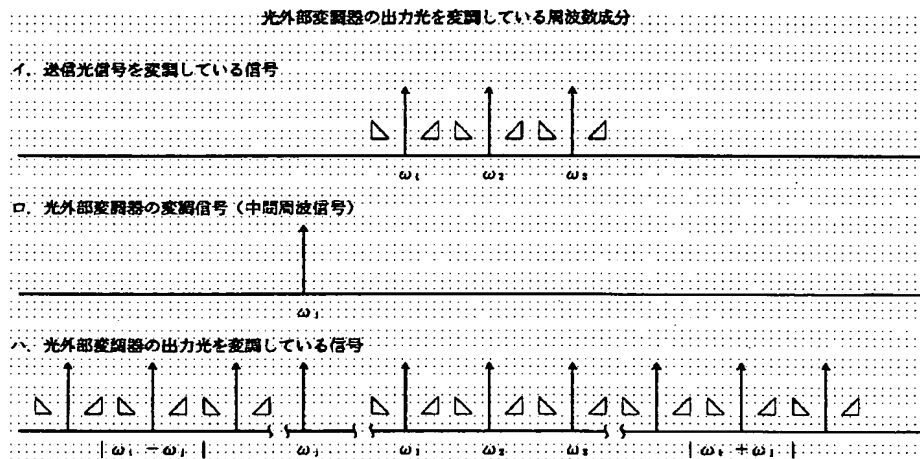 光外部変調器の出力光を変調している周波数成分
イ．送信光信号を変調している信号
ω₁ ω₂ ω₃
ロ．光外部変調器の変調信号（中間周波信号）
ωⱼ
ハ．光外部変調器の出力光を変調している信号
|ωᵢ －ωⱼ| ωⱼ ω₁ ω₂ ω₃ |ωᵢ ＋ωⱼ|